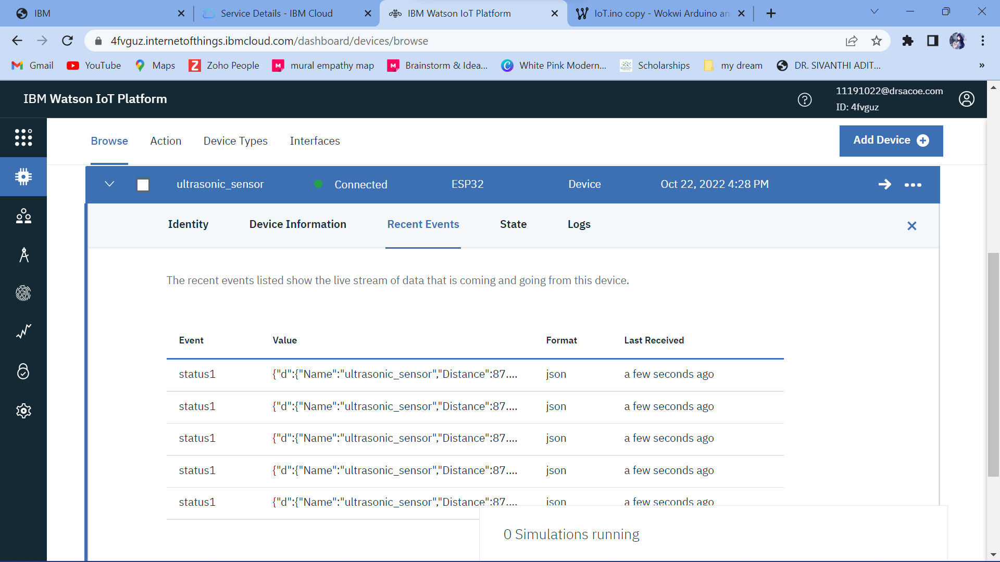 IBM
Service Details - IBM Cloud
IBM Watson IoT Platform
IoT.ino copy - Wokwi Arduino an
4fvguz.internetofthings.ibmcloud.com/dashboard/devices/browse
Gmail
YouTube
Maps
Zoho People
mural empathy map
Brainstorm & Idea...
White Pink Modern...
Scholarships
my dream
DR. SIVANTHI ADIT...
»
IBM Watson IoT Platform
11191022@drsacoe.com
ID: 4fvguz
Browse
Action
Device Types
Interfaces
Add Device
ultrasonic_sensor
Connected
ESP32
Device
Oct 22, 2022 4:28 PM
Identity
Device Information
Recent Events
State
Logs
The recent events listed show the live stream of data that is coming and going from this device.
Event Value Format Last Received
status1 {"d":{"Name":"ultrasonic_sensor","Distance":87.... json a few seconds ago
status1 {"d":{"Name":"ultrasonic_sensor","Distance":87.... json a few seconds ago
status1 {"d":{"Name":"ultrasonic_sensor","Distance":87.... json a few seconds ago
status1 {"d":{"Name":"ultrasonic_sensor","Distance":87.... json a few seconds ago
status1 {"d":{"Name":"ultrasonic_sensor","Distance":87.... json a few seconds ago
0 Simulations running